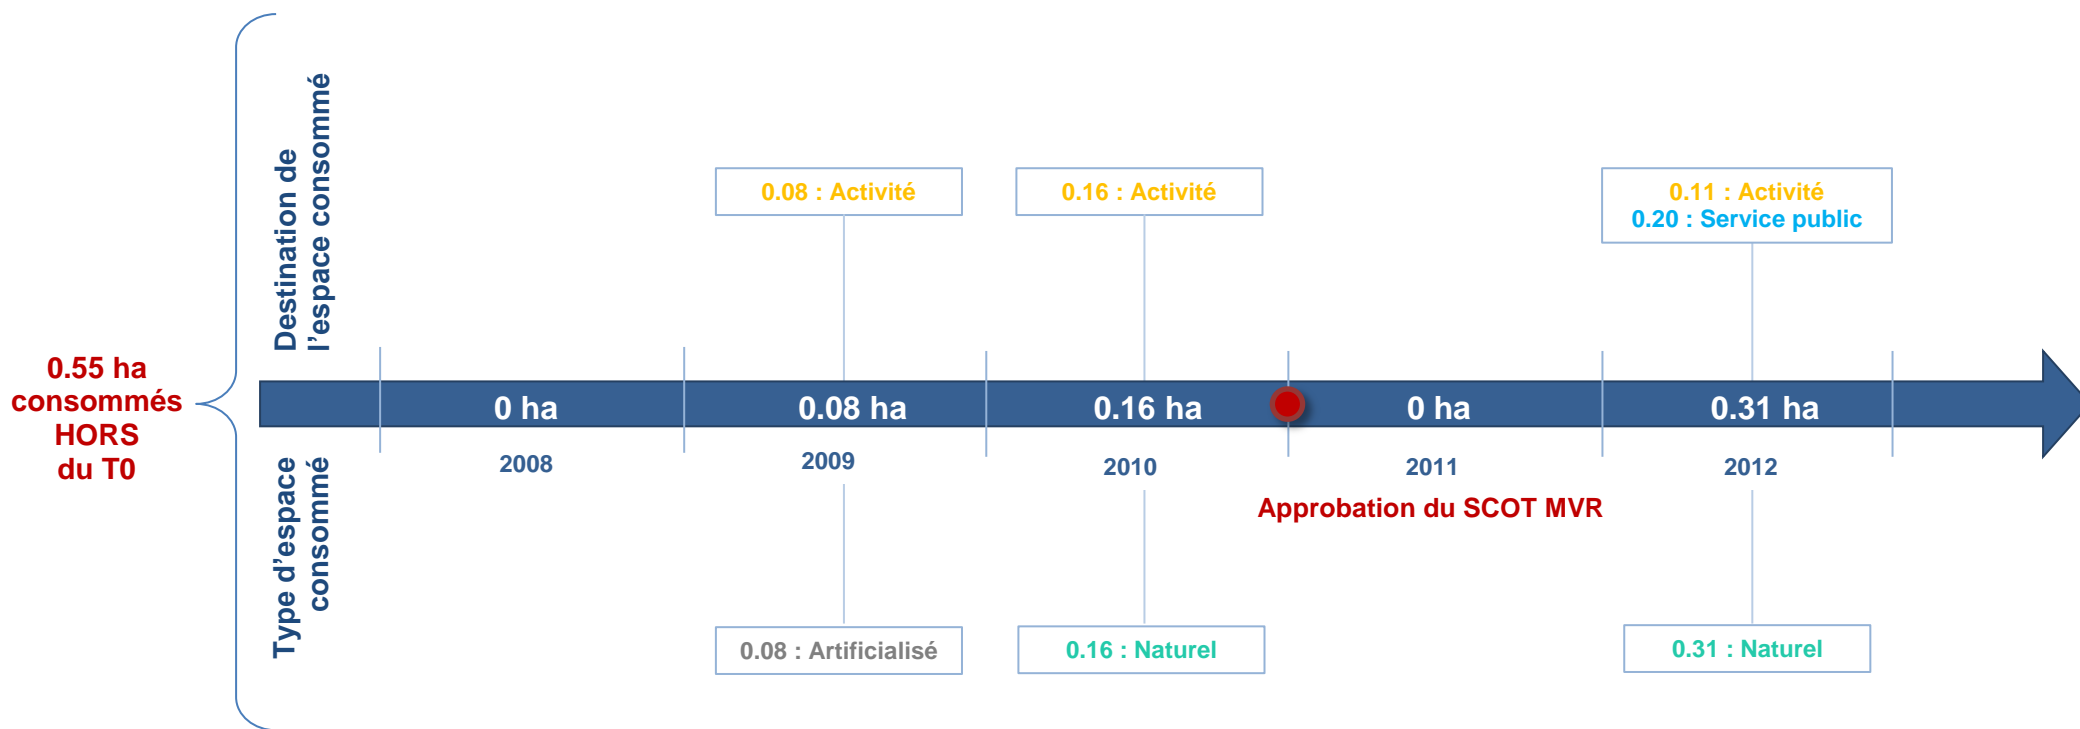 0.55 ha
consommés
HORS
du T0
Destination de
l'espace consommé
Type d'espace
consommé
0.08 : Activité
0.16 : Activité
0.11 : Activité
0.20 : Service public
0 ha
0.08 ha
0.16 ha
0 ha
0.31 ha
2008
2009
2010
2011
2012
Approbation du SCOT MVR
0.08 : Artificialisé
0.16 : Naturel
0.31 : Naturel